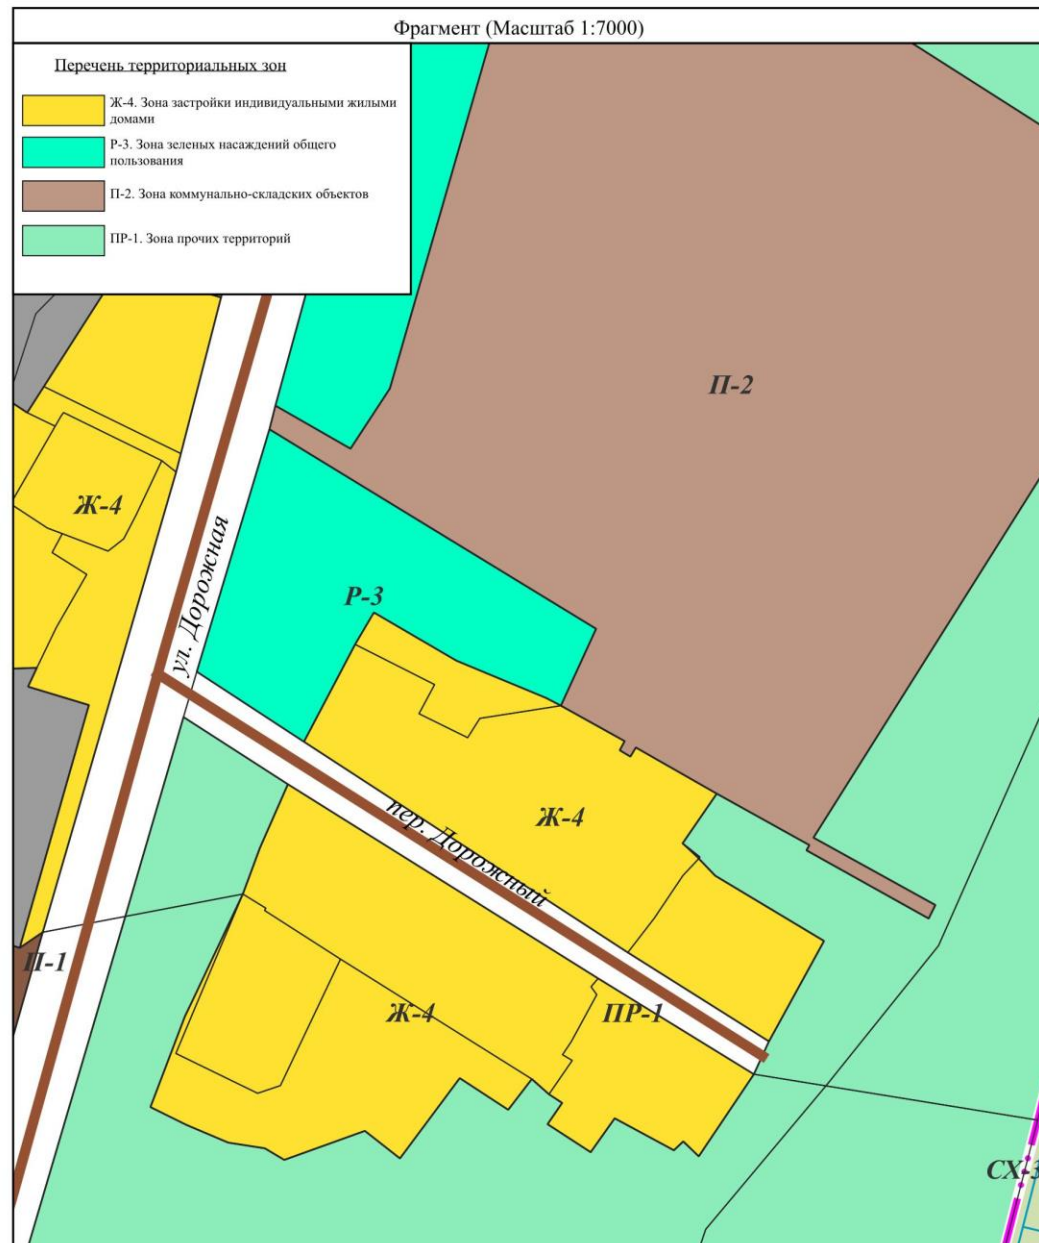 Фрагмент (Масштаб 1:7000)
Перечень территориальных зон
Ж-4. Зона застройки индивидуальными жилыми
домами
Р-3. Зона зеленых насаждений общего
пользования
П-2. Зона коммунально-складских объектов
ПР-1. Зона прочих территорий
П-2
Ж-4
ул. Дорожная
Р-3
Ж-4
пер. Дорожный
П-1
Ж-4
ПР-1
СХ-3